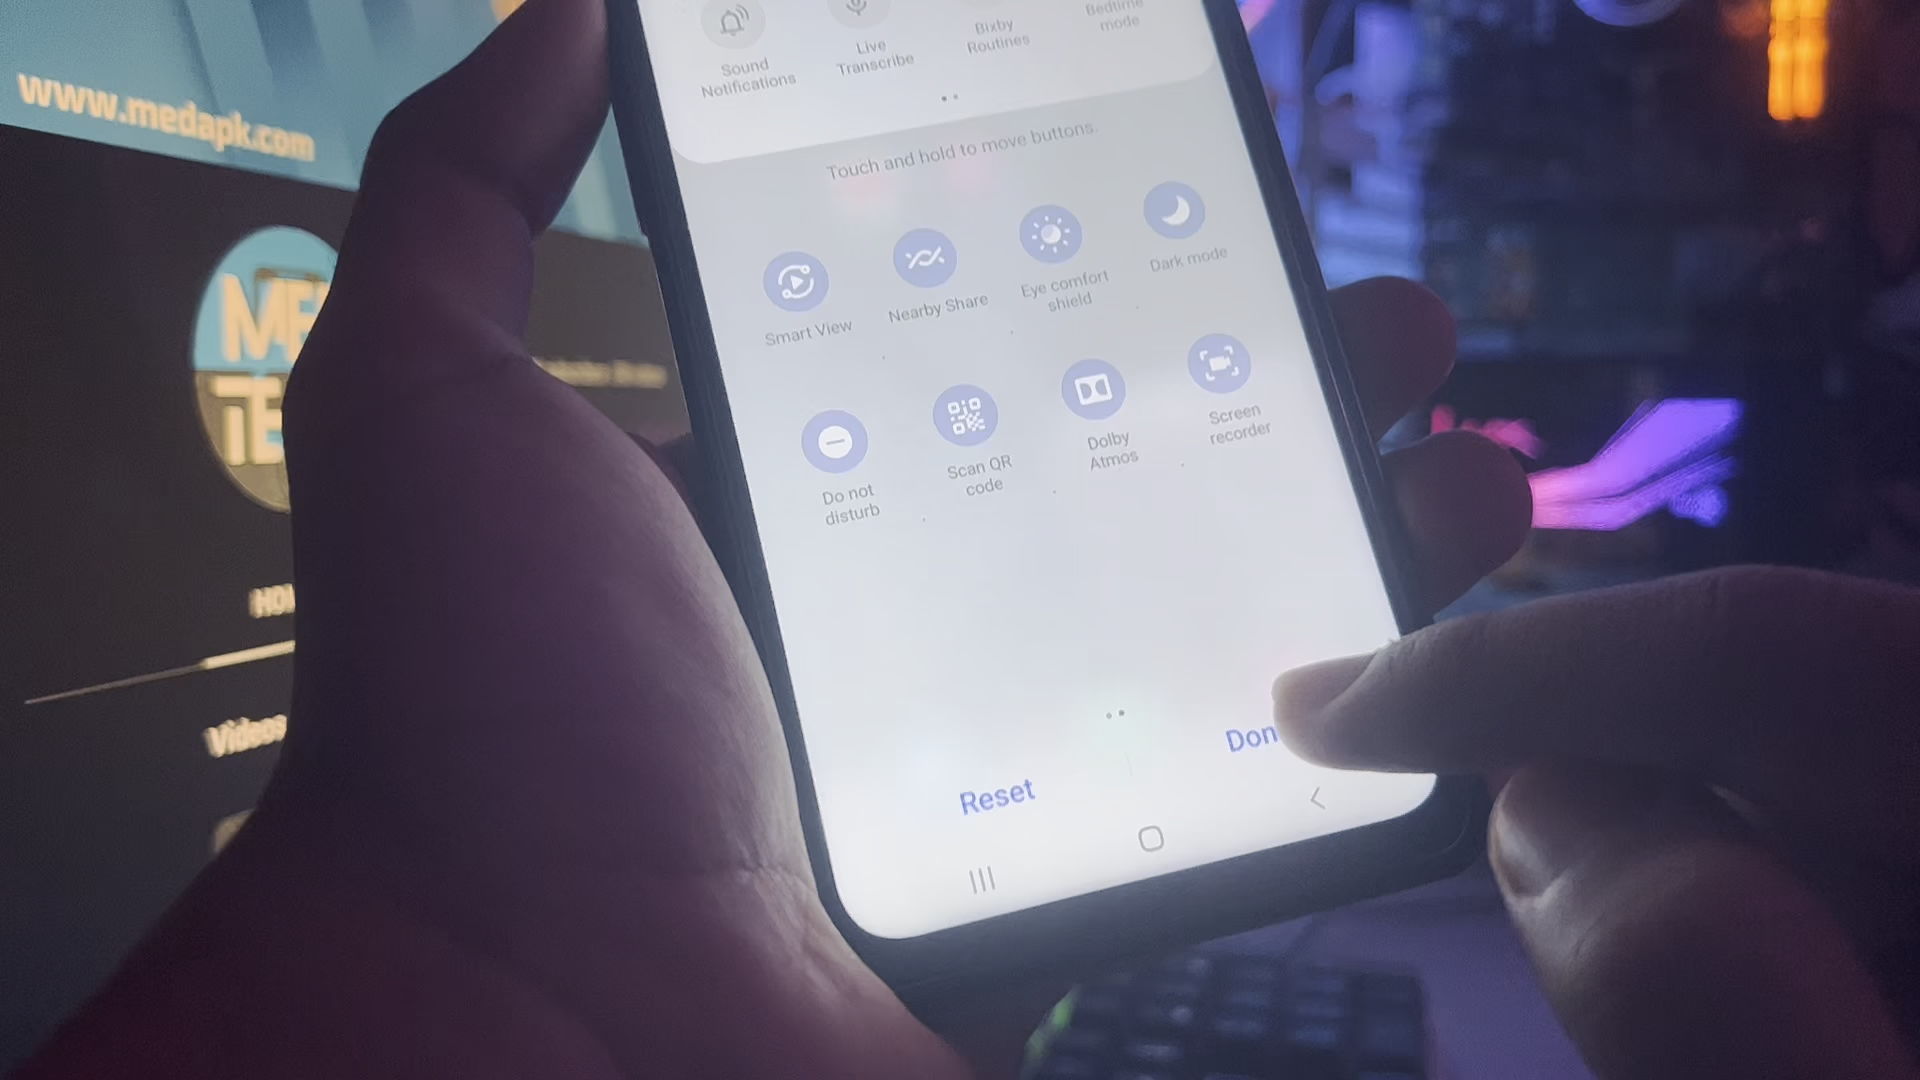 www.medapk.com
Sound
Notifications
Live
Transcribe
Bixby
Routines
Bedtime
mode
Touch and hold to move buttons.
Smart View
Nearby Share
Eye comfort
shield
Dark mode
Do not
disturb
Scan QR
code
Dolby
Atmos
Screen
recorder
Reset
Don
Videos